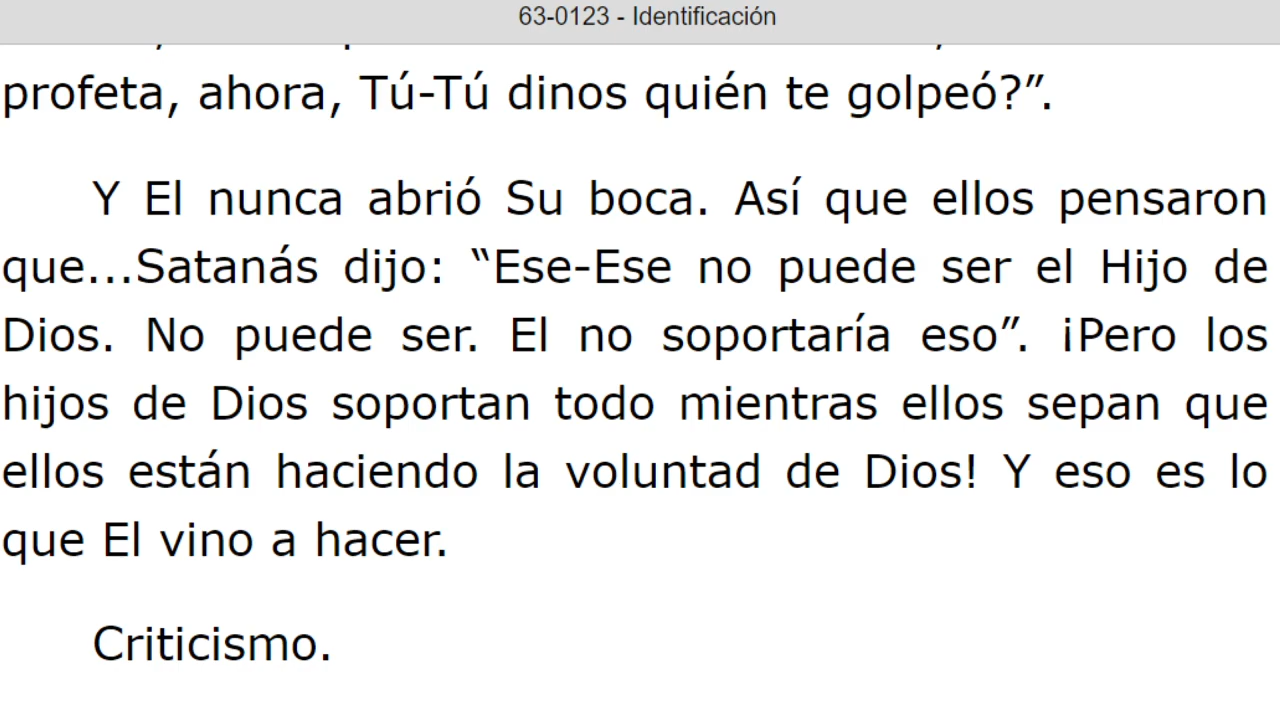 63-0123 - Identificación
profeta, ahora, Tú-Tú dinos quién te golpeó?”.
Y El nunca abrió Su boca. Así que ellos pensaron
que...Satanás dijo: “Ese-Ese no puede ser el Hijo de
Dios. No puede ser. El no soportaría eso”. ¡Pero los
hijos de Dios soportan todo mientras ellos sepan que
ellos están haciendo la voluntad de Dios! Y eso es lo
que El vino a hacer.
Criticismo.